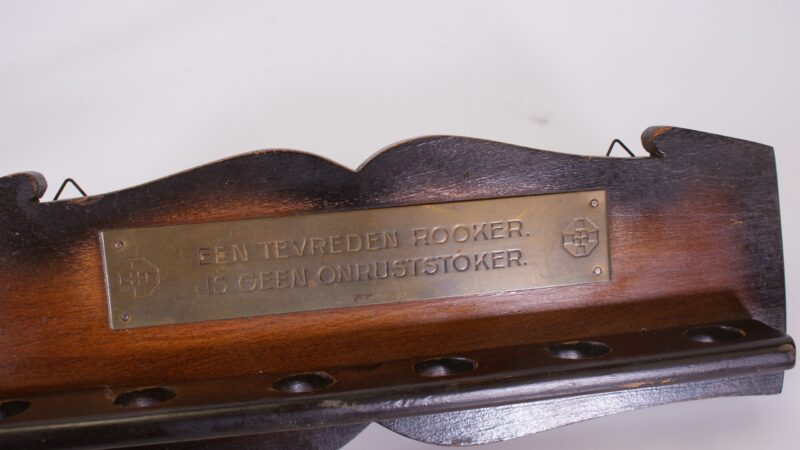 EEN TEVREDEN ROOKER.
IS GEEN ONRUSTSTOKER.